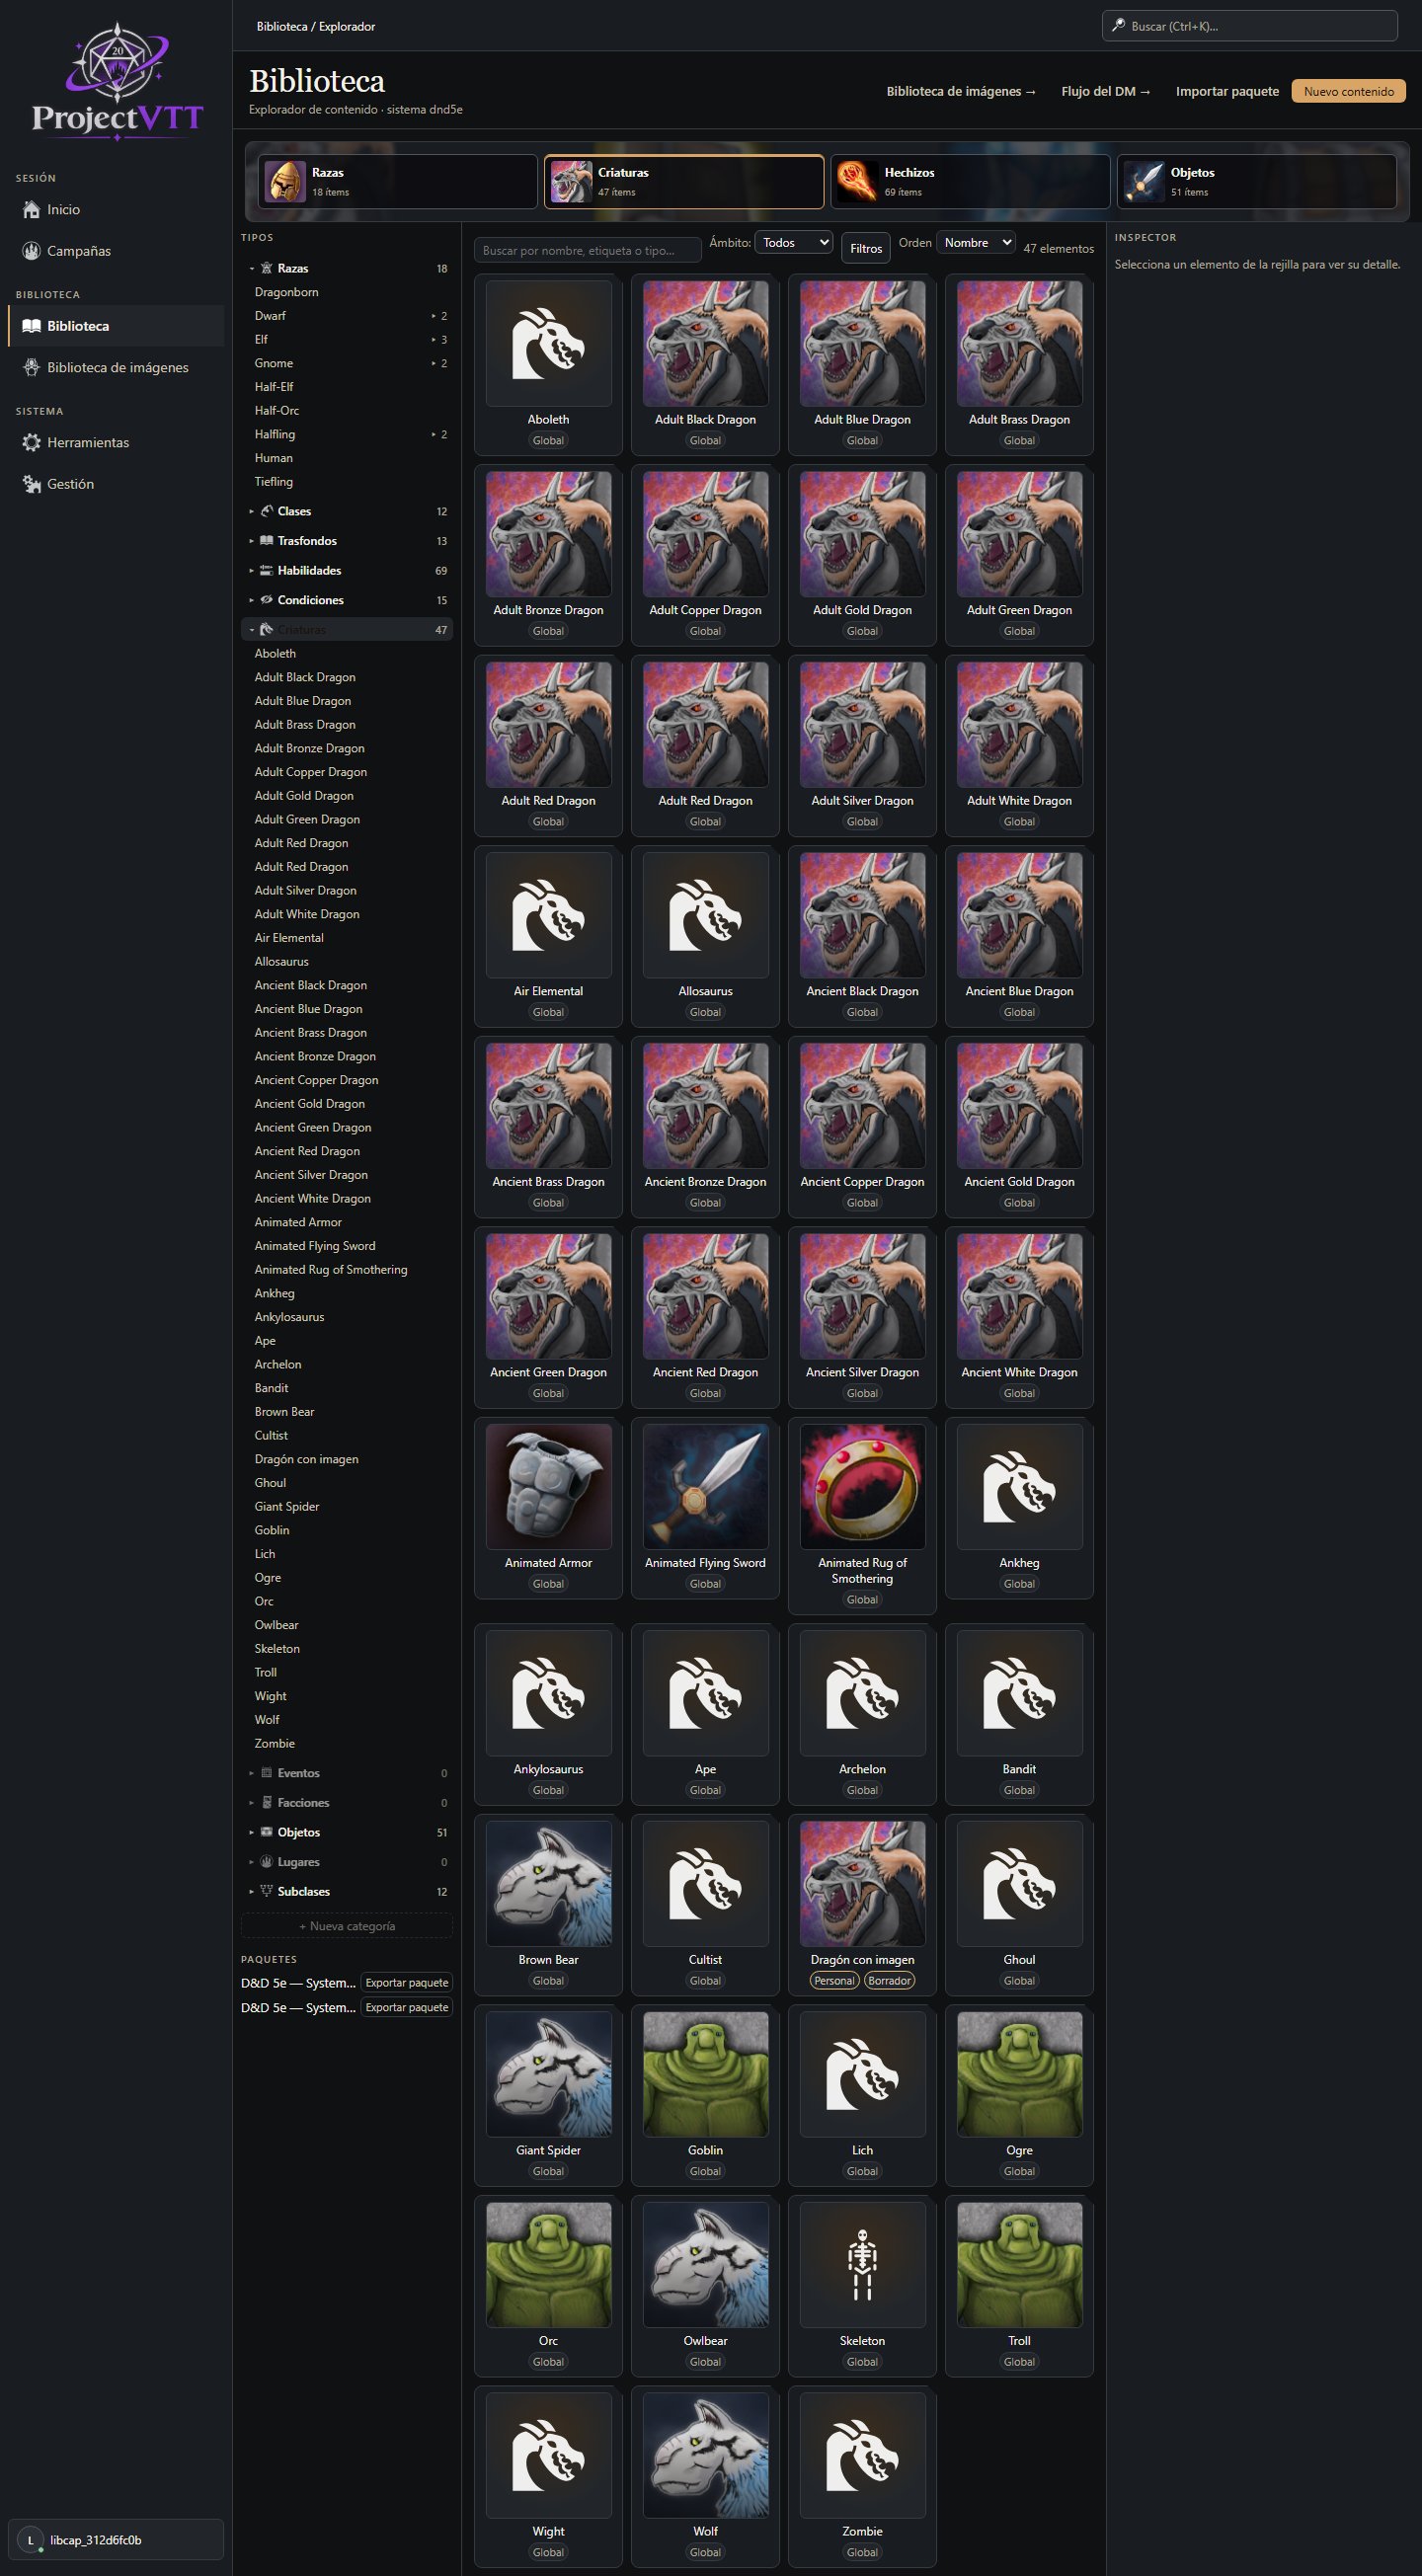 20
ProjectVTT
SESIÓN
Inicio
Campañas
BIBLIOTECA
Biblioteca
Biblioteca de imágenes
SISTEMA
Herramientas
Gestión
L libcap_312d6fc0b
Biblioteca / Explorador
Buscar (Ctrl+K)...
Biblioteca
Explorador de contenido · sistema dnd5e
Biblioteca de imágenes →
Flujo del DM →
Importar paquete
Nuevo contenido
Razas
18 ítems
Criaturas
47 ítems
Hechizos
69 ítems
Objetos
51 ítems
TIPOS
Razas 18
Dragonborn
Dwarf 2
Elf 3
Gnome 2
Half-Elf
Half-Orc
Halfling 2
Human
Tiefling
Clases 12
Trasfondos 13
Habilidades 69
Condiciones 15
Criaturas 47
Aboleth
Adult Black Dragon
Adult Blue Dragon
Adult Brass Dragon
Adult Bronze Dragon
Adult Copper Dragon
Adult Gold Dragon
Adult Green Dragon
Adult Red Dragon
Adult Red Dragon
Adult Silver Dragon
Adult White Dragon
Air Elemental
Allosaurus
Ancient Black Dragon
Ancient Blue Dragon
Ancient Brass Dragon
Ancient Bronze Dragon
Ancient Copper Dragon
Ancient Gold Dragon
Ancient Green Dragon
Ancient Red Dragon
Ancient Silver Dragon
Ancient White Dragon
Animated Armor
Animated Flying Sword
Animated Rug of Smothering
Ankheg
Ankylosaurus
Ape
Archelon
Bandit
Brown Bear
Cultist
Dragón con imagen
Ghoul
Giant Spider
Goblin
Lich
Ogre
Orc
Owlbear
Skeleton
Troll
Wight
Wolf
Zombie
Eventos 0
Facciones 0
Objetos 51
Lugares 0
Subclases 12
+ Nueva categoría
PAQUETES
D&D 5e — System... Exportar paquete
D&D 5e — System... Exportar paquete
Buscar por nombre, etiqueta o tipo...
Ámbito: Todos
Filtros
Orden Nombre
47 elementos
Aboleth
Global
Adult Black Dragon
Global
Adult Blue Dragon
Global
Adult Brass Dragon
Global
Adult Bronze Dragon
Global
Adult Copper Dragon
Global
Adult Gold Dragon
Global
Adult Green Dragon
Global
Adult Red Dragon
Global
Adult Red Dragon
Global
Adult Silver Dragon
Global
Adult White Dragon
Global
Air Elemental
Global
Allosaurus
Global
Ancient Black Dragon
Global
Ancient Blue Dragon
Global
Ancient Brass Dragon
Global
Ancient Bronze Dragon
Global
Ancient Copper Dragon
Global
Ancient Gold Dragon
Global
Ancient Green Dragon
Global
Ancient Red Dragon
Global
Ancient Silver Dragon
Global
Ancient White Dragon
Global
Animated Armor
Global
Animated Flying Sword
Global
Animated Rug of
Smothering
Global
Ankheg
Global
Ankylosaurus
Global
Ape
Global
Archelon
Global
Bandit
Global
Brown Bear
Global
Cultist
Global
Dragón con imagen
Personal Borrador
Ghoul
Global
Giant Spider
Global
Goblin
Global
Lich
Global
Ogre
Global
Orc
Global
Owlbear
Global
Skeleton
Global
Troll
Global
Wight
Global
Wolf
Global
Zombie
Global
INSPECTOR
Selecciona un elemento de la rejilla para ver su detalle.